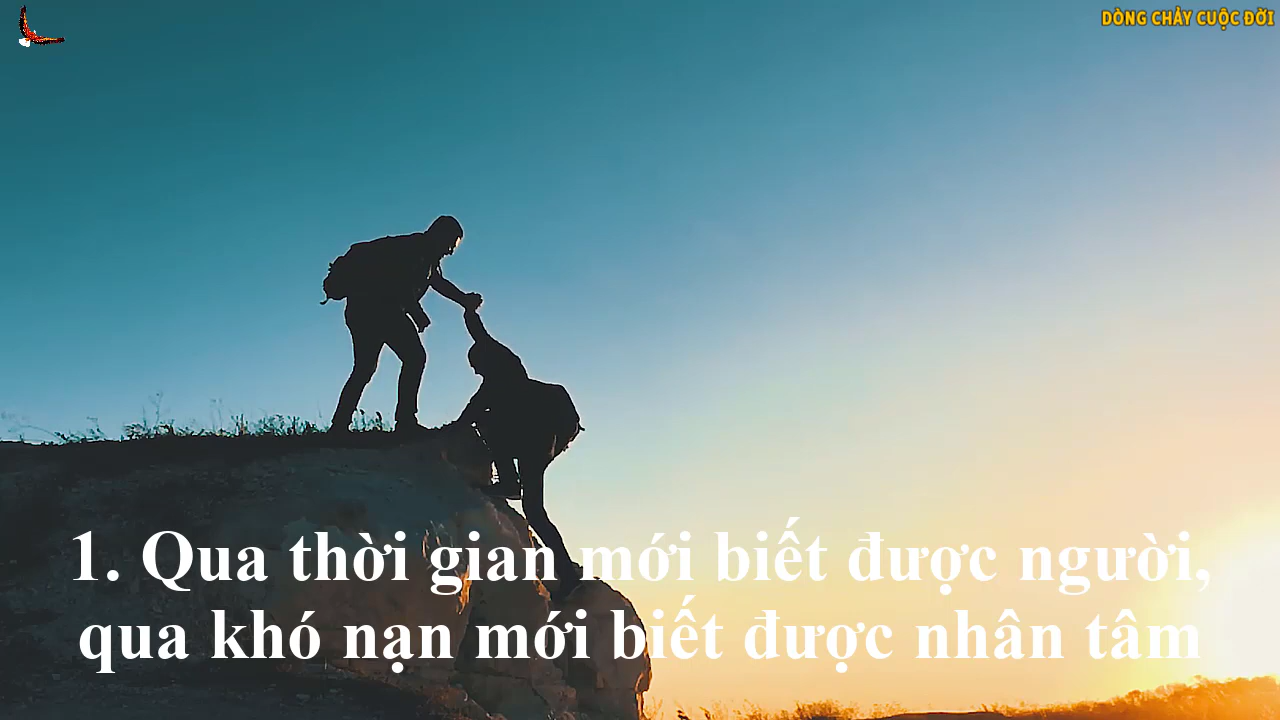 DÒNG CHẢY CUỘC ĐỜI
1. Qua thời gian mới biết được người,
qua khó nạn mới biết được nhân tâm